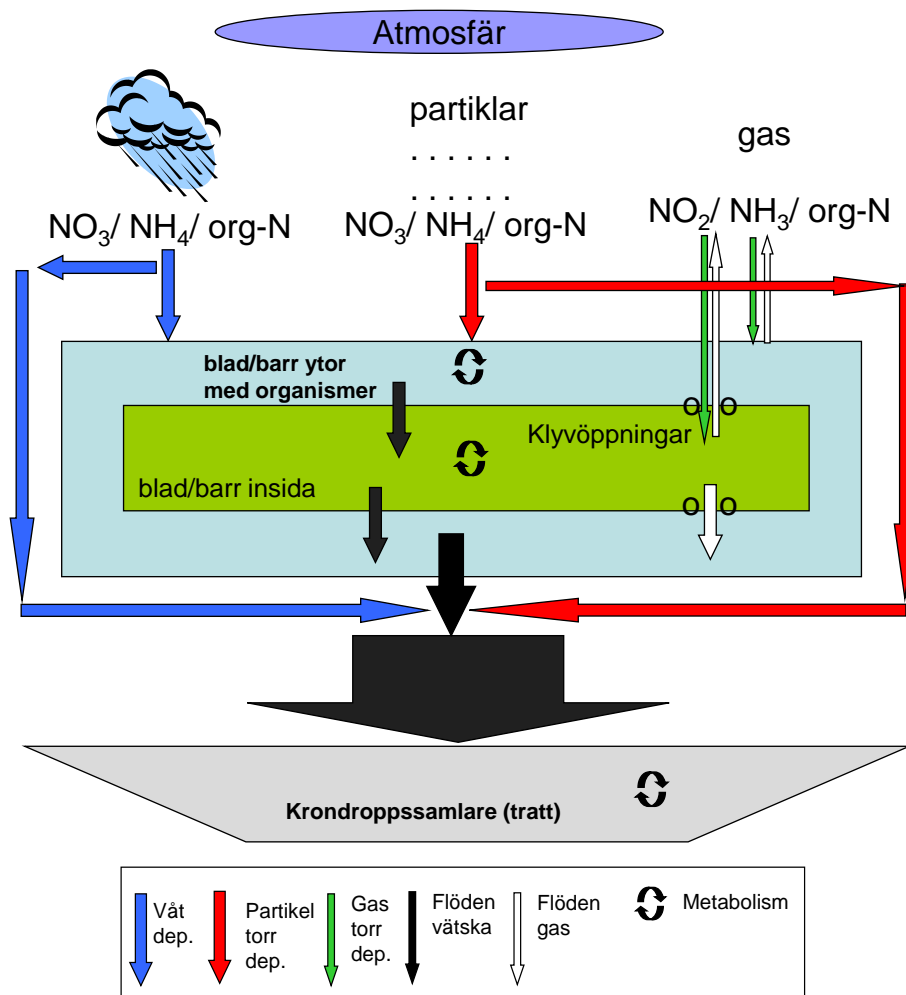 Atmosfär
partiklar
. . . . . .
. . . . . .
gas
NO₃/ NH₄/ org-N
NO₃/ NH₄/ org-N
NO₂/ NH₃/ org-N
blad/barr ytor
med organismer
o o
Klyvöppningar
blad/barr insida
o o
Krondroppssamlare (tratt)
Våt
dep.
Partikel
torr
dep.
Gas
torr
dep.
Flöden
vätska
Flöden
gas
Metabolism